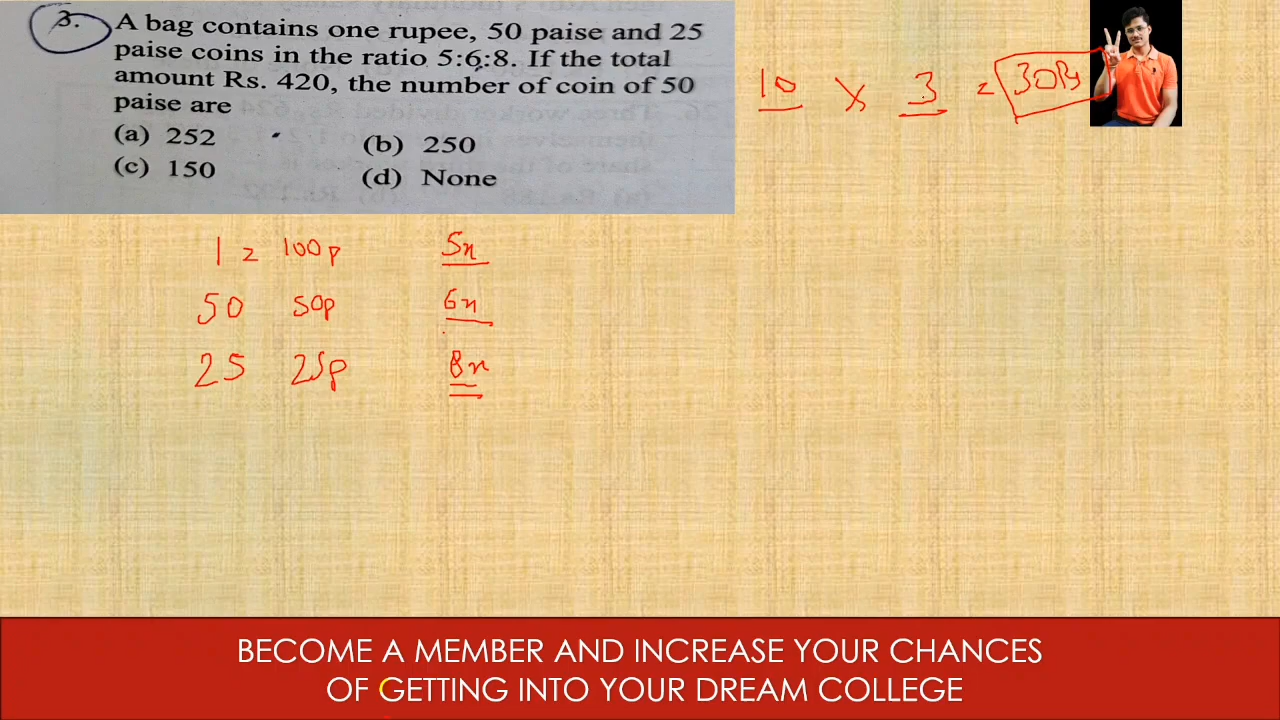 3. A bag contains one rupee, 50 paise and 25
paise coins in the ratio 5:6:8. If the total
amount Rs. 420, the number of coin of 50
paise are
(a) 252 (b) 250
(c) 150 (d) None
10 x 3 = 30Rs
1 = 100p 5x
50 50p 6x
25 25p 8x
BECOME A MEMBER AND INCREASE YOUR CHANCES
OF GETTING INTO YOUR DREAM COLLEGE